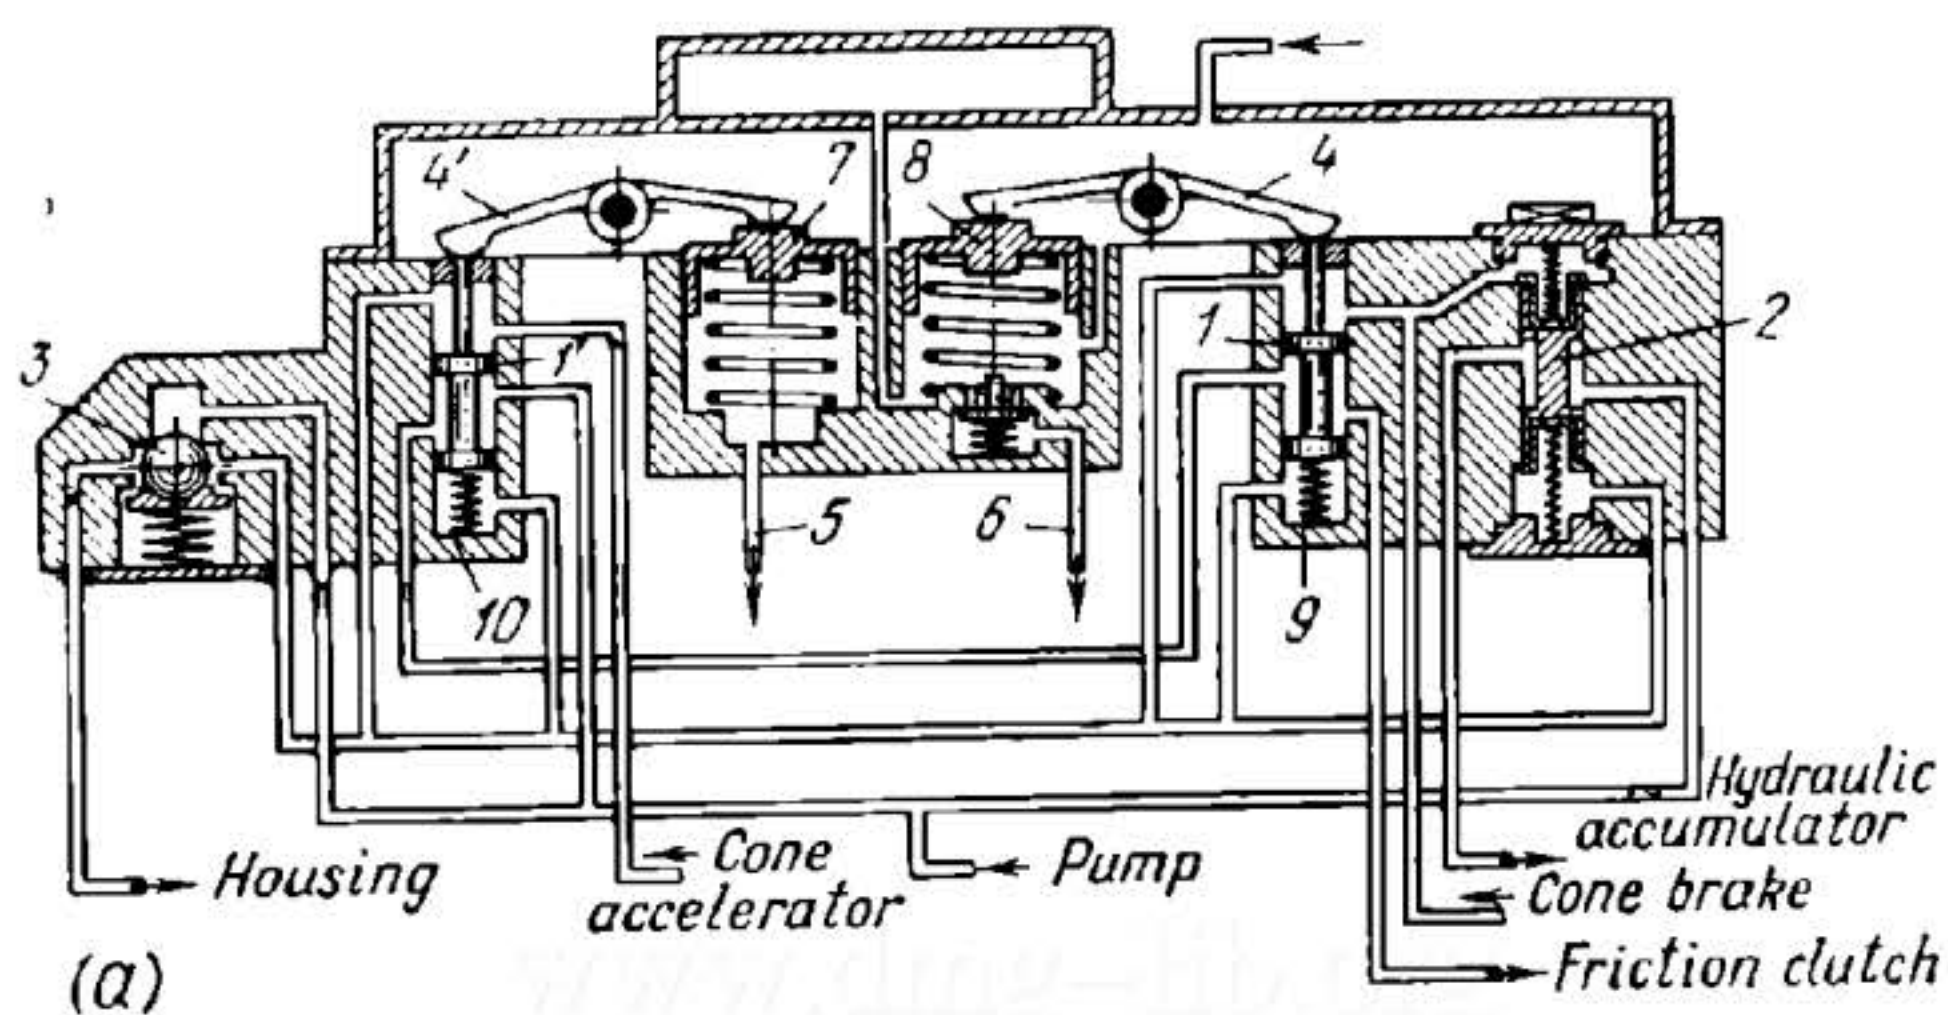 4' 7 8 4
3 1' 1 2
5 6
10 9
Hydraulic
accumulator
Cone
accelerator
Pump
Housing
Cone brake
Friction clutch
(a)